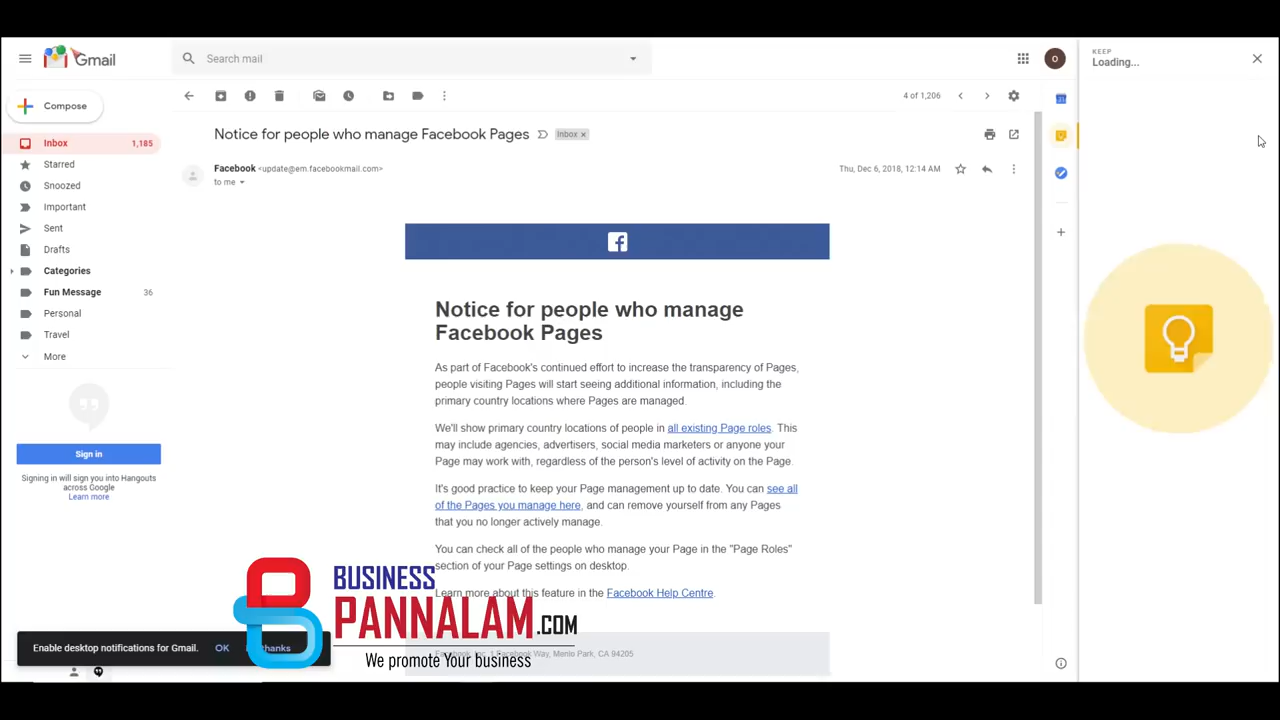 Gmail
Search mail
KEEP
Loading...
Compose
4 of 1,206
Inbox 1,185
Starred
Snoozed
Important
Sent
Drafts
Categories
Fun Message 36
Personal
Travel
More
Sign in
Signing in will sign you into Hangouts
across Google
Learn more
Notice for people who manage Facebook Pages
Inbox x
Facebook <update@em.facebookmail.com>
Thu, Dec 6, 2018, 12:14 AM
to me
Notice for people who manage
Facebook Pages
As part of Facebook's continued effort to increase the transparency of Pages,
people visiting Pages will start seeing additional information, including the
primary country locations where Pages are managed.
We'll show primary country locations of people in all existing Page roles. This
may include agencies, advertisers, social media marketers or anyone your
Page may work with, regardless of the person's level of activity on the Page.
It's good practice to keep your Page management up to date. You can see all
of the Pages you manage here, and can remove yourself from any Pages
that you no longer actively manage.
You can check all of the people who manage your Page in the "Page Roles"
section of your Page settings on desktop.
Learn more about this feature in the Facebook Help Centre.
Facebook, Inc. 1 Facebook Way, Menlo Park, CA 94205
BUSINESS
PANNALAM.COM
We promote Your business
Enable desktop notifications for Gmail. OK thanks